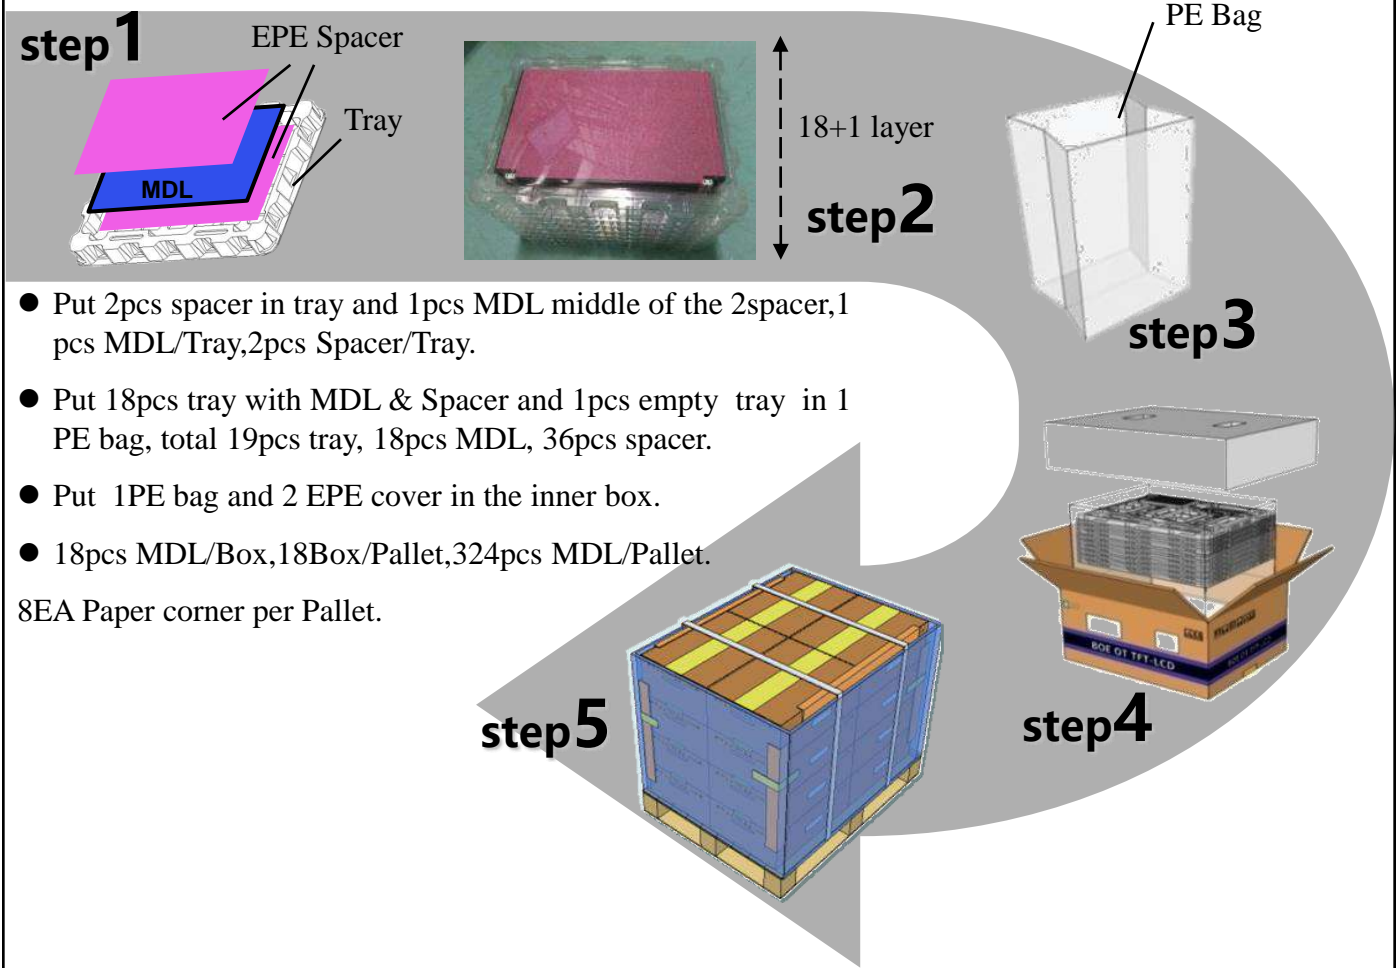 step1
EPE Spacer
Tray
MDL
18+1 layer
step2
PE Bag
step3
● Put 2pcs spacer in tray and 1pcs MDL middle of the 2spacer,1
pcs MDL/Tray,2pcs Spacer/Tray.
● Put 18pcs tray with MDL & Spacer and 1pcs empty tray in 1
PE bag, total 19pcs tray, 18pcs MDL, 36pcs spacer.
● Put 1PE bag and 2 EPE cover in the inner box.
● 18pcs MDL/Box,18Box/Pallet,324pcs MDL/Pallet.
8EA Paper corner per Pallet.
BOE OT TFT-LCD
step4
step5